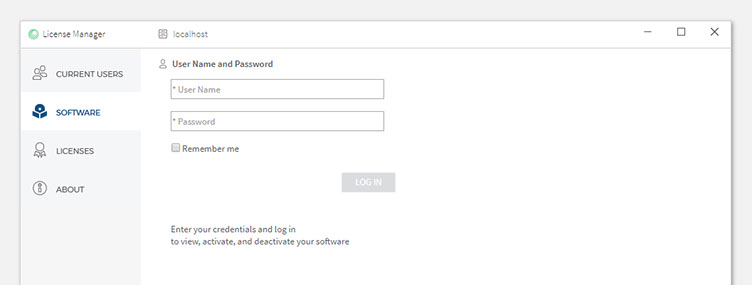 License Manager
localhost
CURRENT USERS
SOFTWARE
LICENSES
ABOUT
User Name and Password
* User Name
* Password
Remember me
LOG IN
Enter your credentials and log in
to view, activate, and deactivate your software